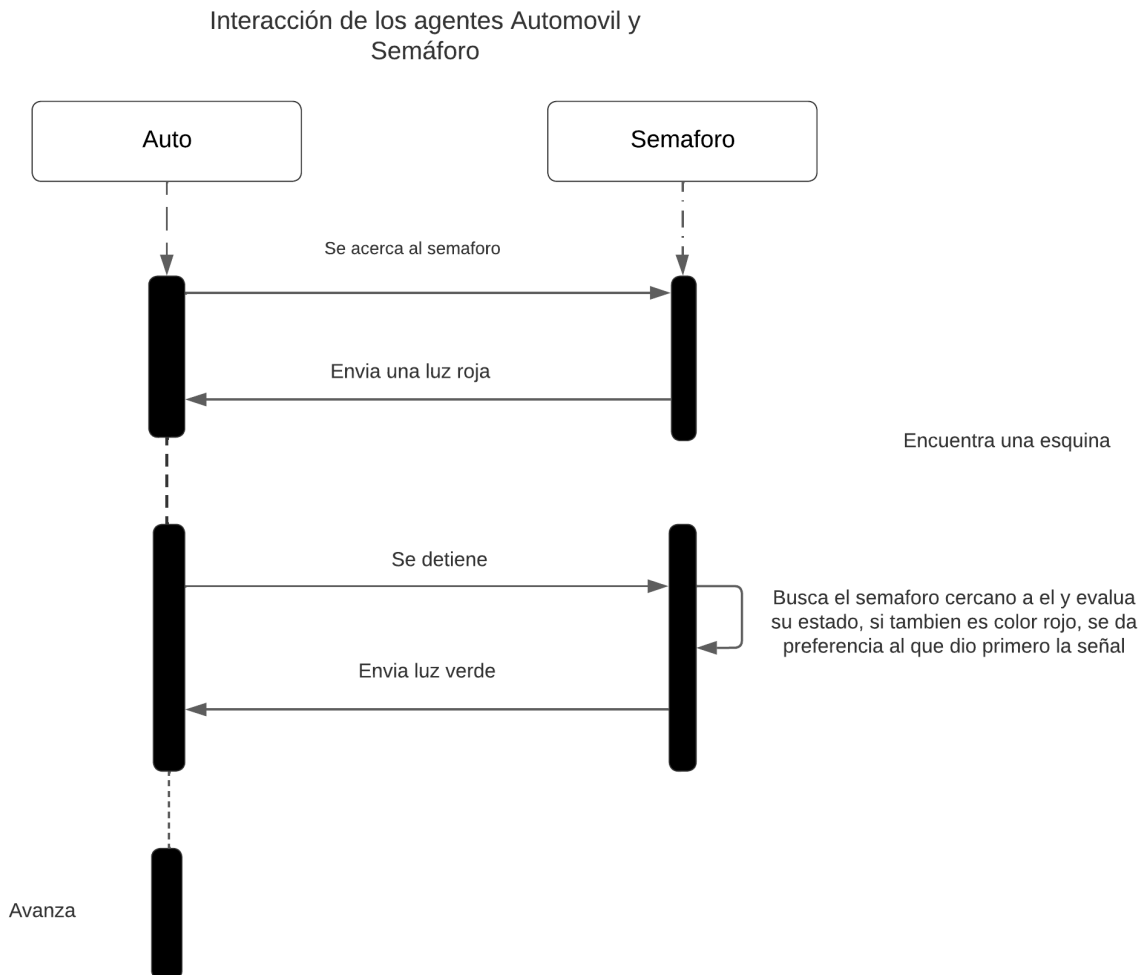 Interacción de los agentes Automovil y
Semáforo
Auto
Semaforo
Se acerca al semaforo
Envia una luz roja
Encuentra una esquina
Se detiene
Busca el semaforo cercano a el y evalua
su estado, si tambien es color rojo, se da
preferencia al que dio primero la señal
Envia luz verde
Avanza